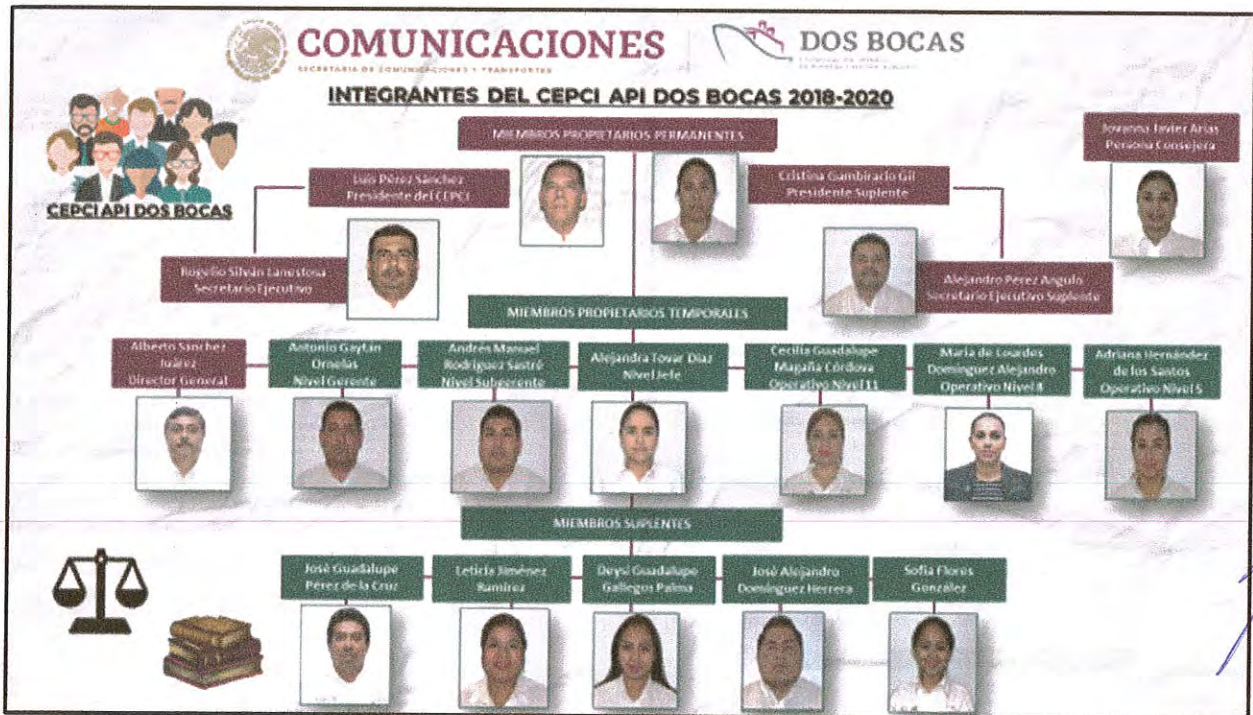 COMUNICACIONES
SECRETARÍA DE COMUNICACIONES Y TRANSPORTES
DOS BOCAS
INTEGRANTES DEL CEPCI API DOS BOCAS 2018-2020
CEPCI API DOS BOCAS
MIEMBROS PROPIETARIOS PERMANENTES
Jovanna Javier Arias
Persona Consejera
Luis Pérez Sánchez
Presidente del CEPCI
Cristina Gambiracio Gil
Presidente Suplente
Rogelio Silván Lanestosa
Secretario Ejecutivo
Alejandro Pérez Angulo
Secretario Ejecutivo Suplente
MIEMBROS PROPIETARIOS TEMPORALES
Alberto Sánchez
Juárez
Director General
Antonio Gaytán
Ornelas
Nivel Gerente
Andrés Manuel
Rodríguez Sastré
Nivel Subgerente
Alejandra Tovar Díaz
Nivel Jefe
Cecilia Guadalupe
Magaña Córdova
Operativo Nivel 11
María de Lourdes
Domínguez Alejandro
Operativo Nivel 8
Adriana Hernández
de los Santos
Operativo Nivel 5
MIEMBROS SUPLENTES
José Guadalupe
Pérez de la Cruz
Leticia Jiménez
Ramírez
Deysi Guadalupe
Gallegos Palma
José Alejandro
Domínguez Herrera
Sofía Flores
González